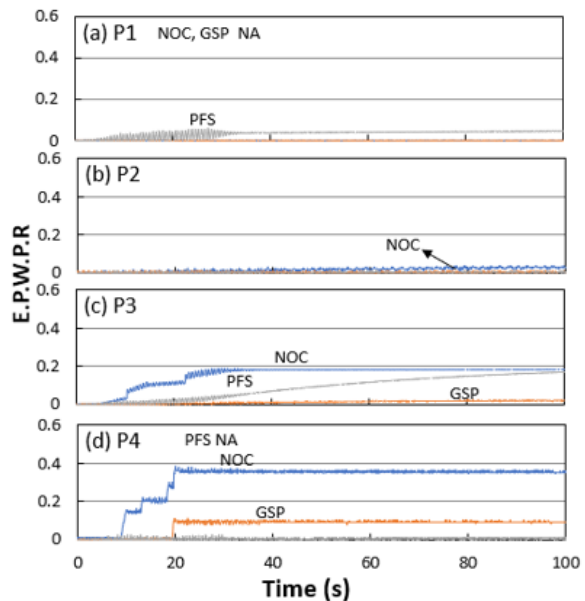 0.6
(a) P1 NOC, GSP NA
0.4
0.2
PFS
0
0.6
(b) P2
0.4
NOC
0.2
0
E.P.W.P.R
0.6
(c) P3
0.4
NOC
0.2
PFS
GSP
0
0.6
(d) P4 PFS NA
NOC
0.4
GSP
0.2
0
0 20 40 60 80 100
Time (s)